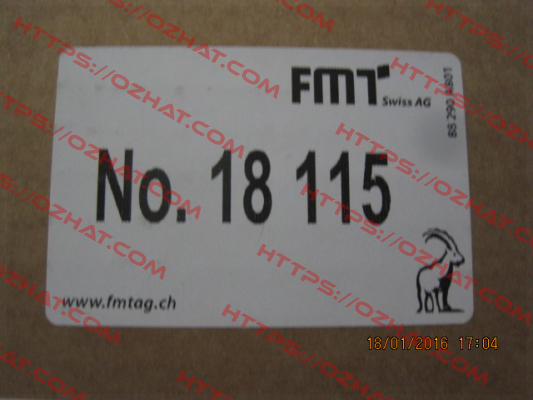 FMT
Swiss AG
No. 18 115
www.fmtag.ch
18/01/2016 17:04
HTTPS://OZHAT.COM